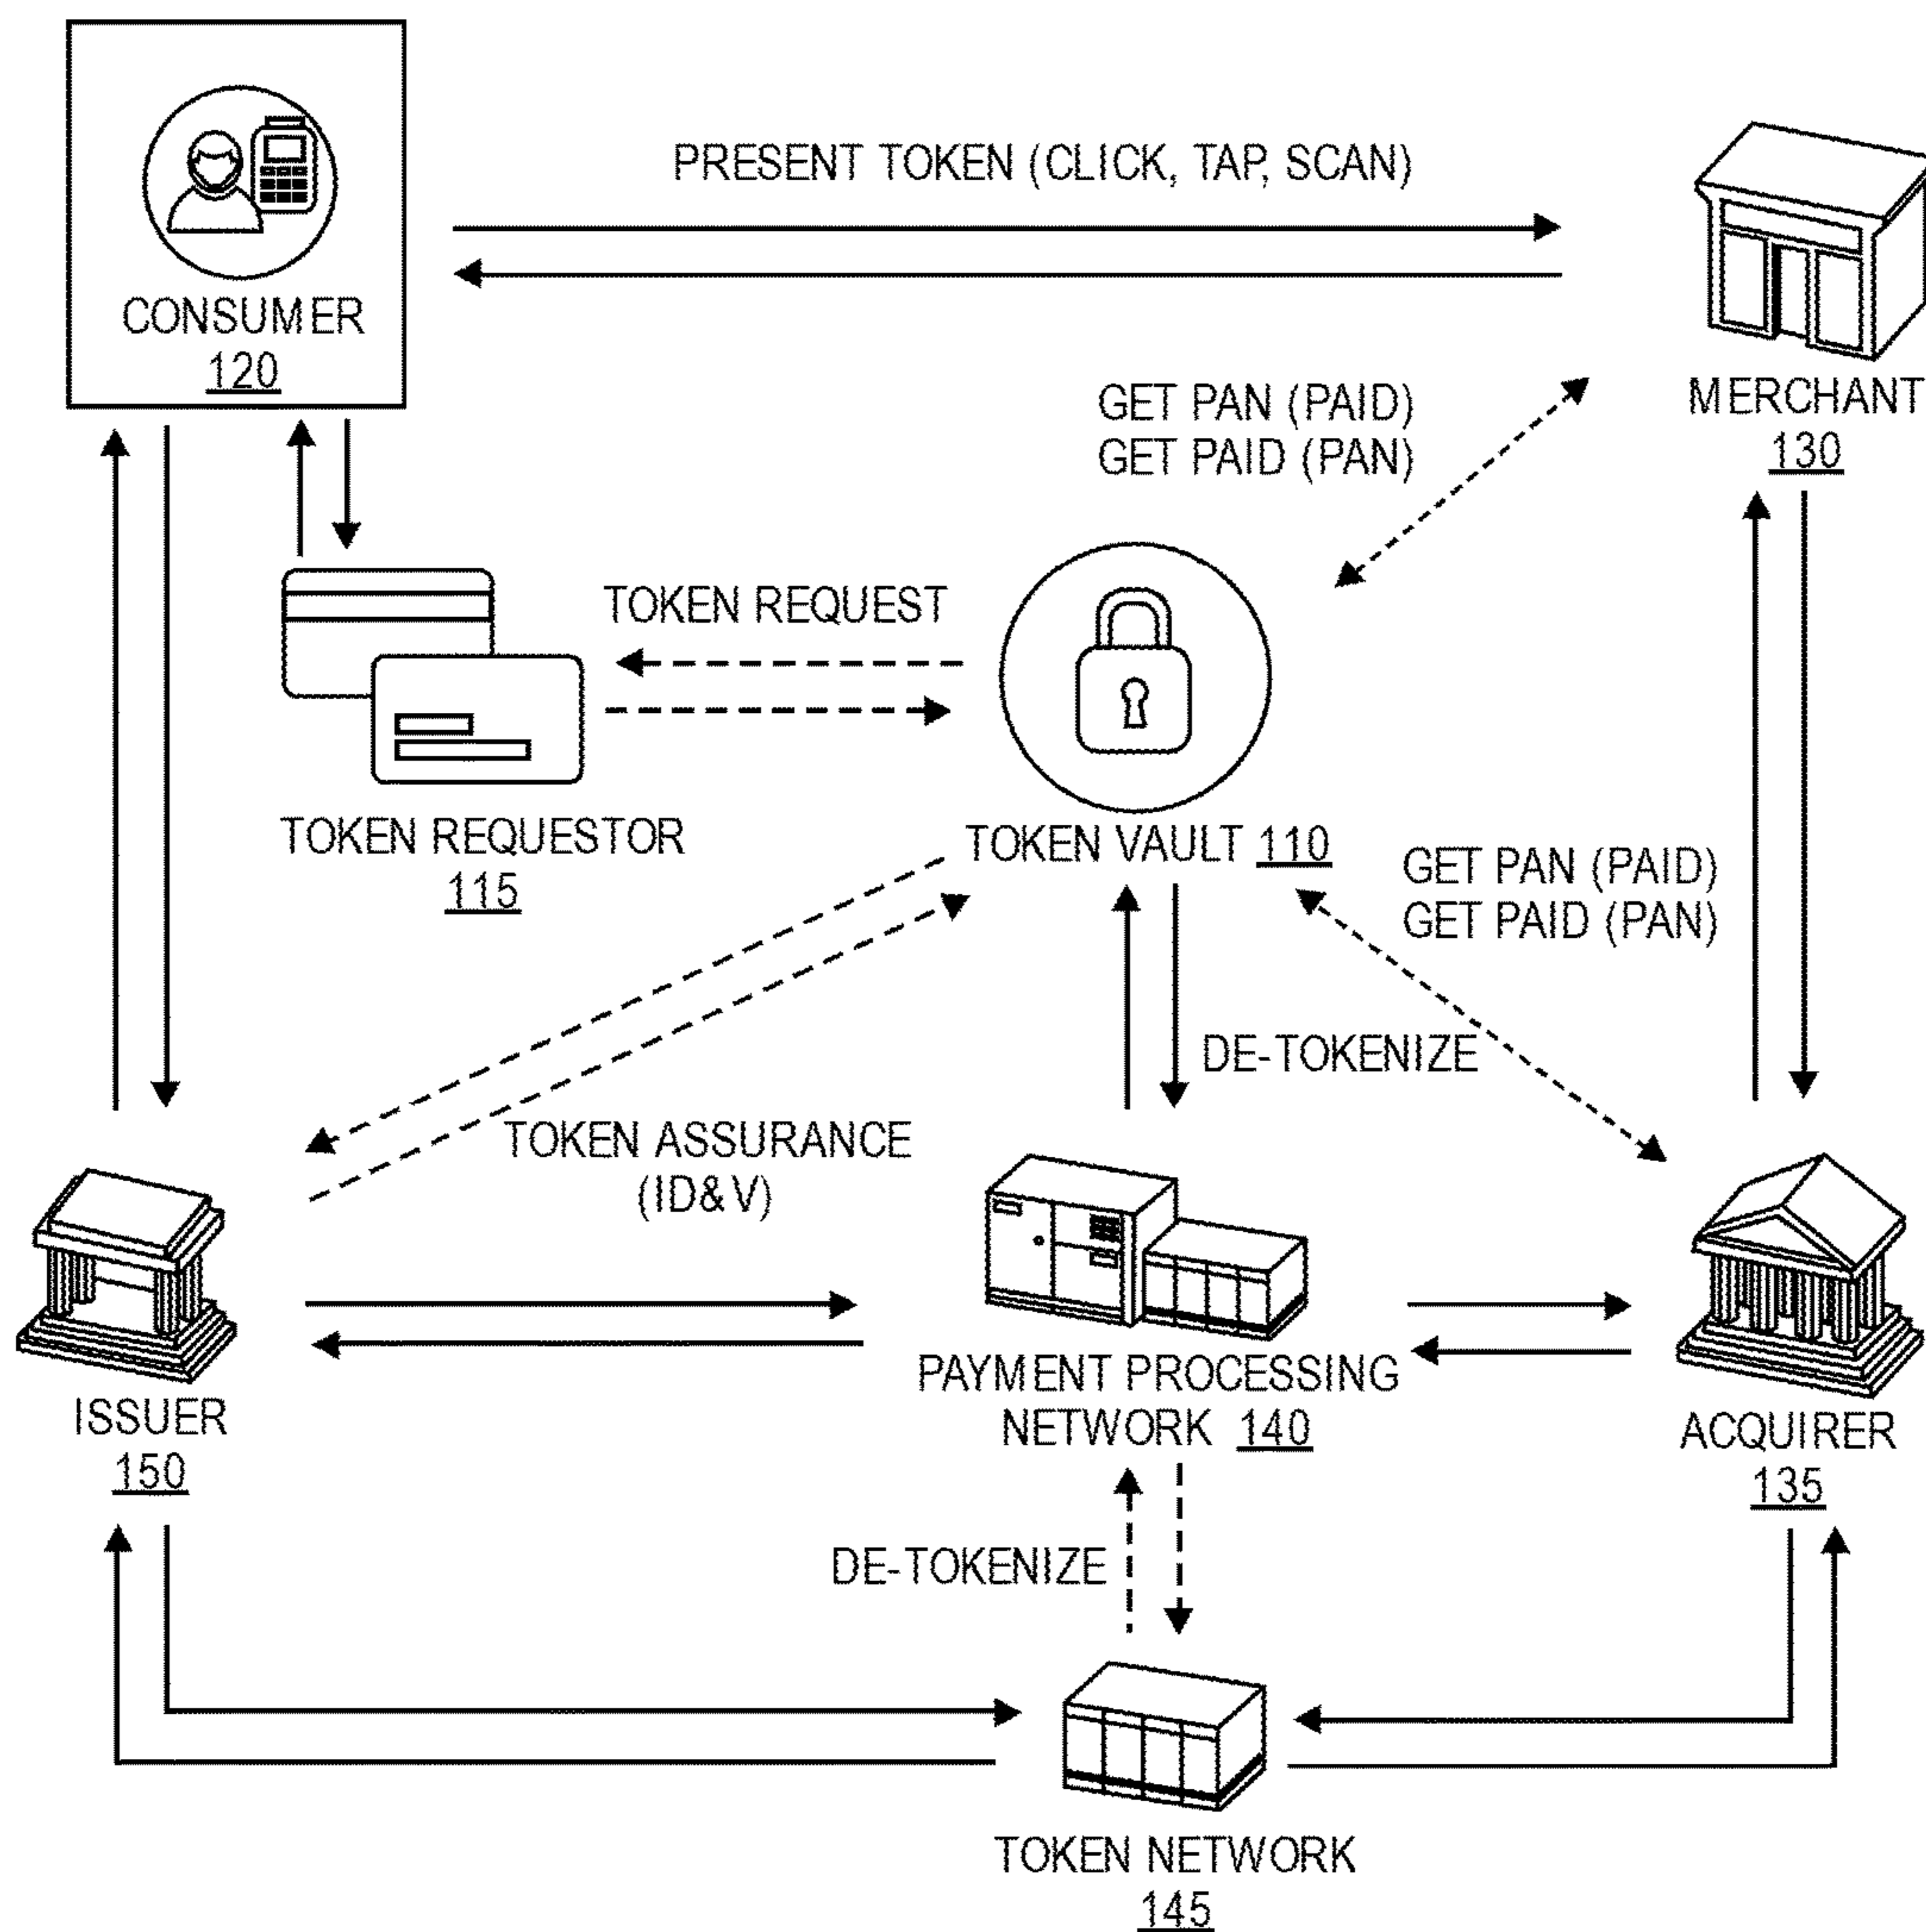 PRESENT TOKEN (CLICK, TAP, SCAN)
CONSUMER
120
GET PAN (PAID)
GET PAID (PAN)
MERCHANT
130
TOKEN REQUEST
TOKEN REQUESTOR
115
TOKEN VAULT 110
GET PAN (PAID)
GET PAID (PAN)
DE-TOKENIZE
TOKEN ASSURANCE
(ID&V)
PAYMENT PROCESSING
NETWORK 140
ISSUER
150
ACQUIRER
135
DE-TOKENIZE
TOKEN NETWORK
145